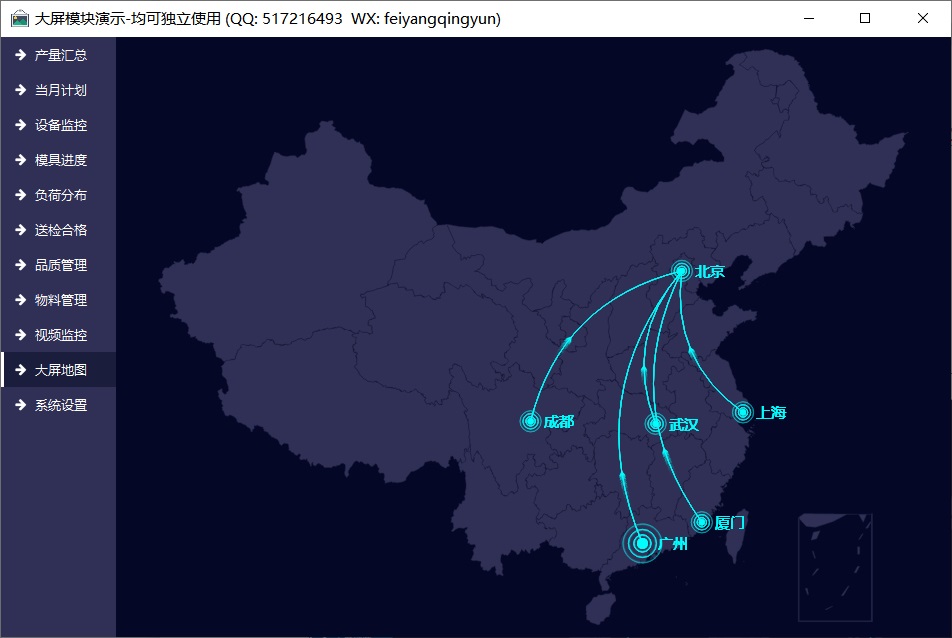 大屏模块演示-均可独立使用 (QQ: 517216493  WX: feiyangqingyun)
产量汇总
当月计划
设备监控
模具进度
负荷分布
送检合格
品质管理
物料管理
视频监控
大屏地图
系统设置
北京
上海
成都
武汉
厦门
广州